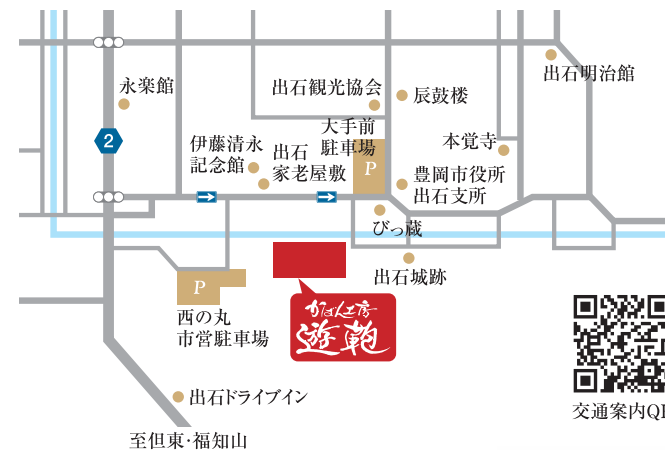 永楽館
出石観光協会
辰鼓楼
出石明治館
2
大手前
駐車場
P
伊藤清永
記念館
出石
家老屋敷
本覚寺
豊岡市役所
出石支所
びっ蔵
出石城跡
P
西の丸
市営駐車場
かばん工房
遊鞄
出石ドライブイン
至但東・福知山
交通案内QR